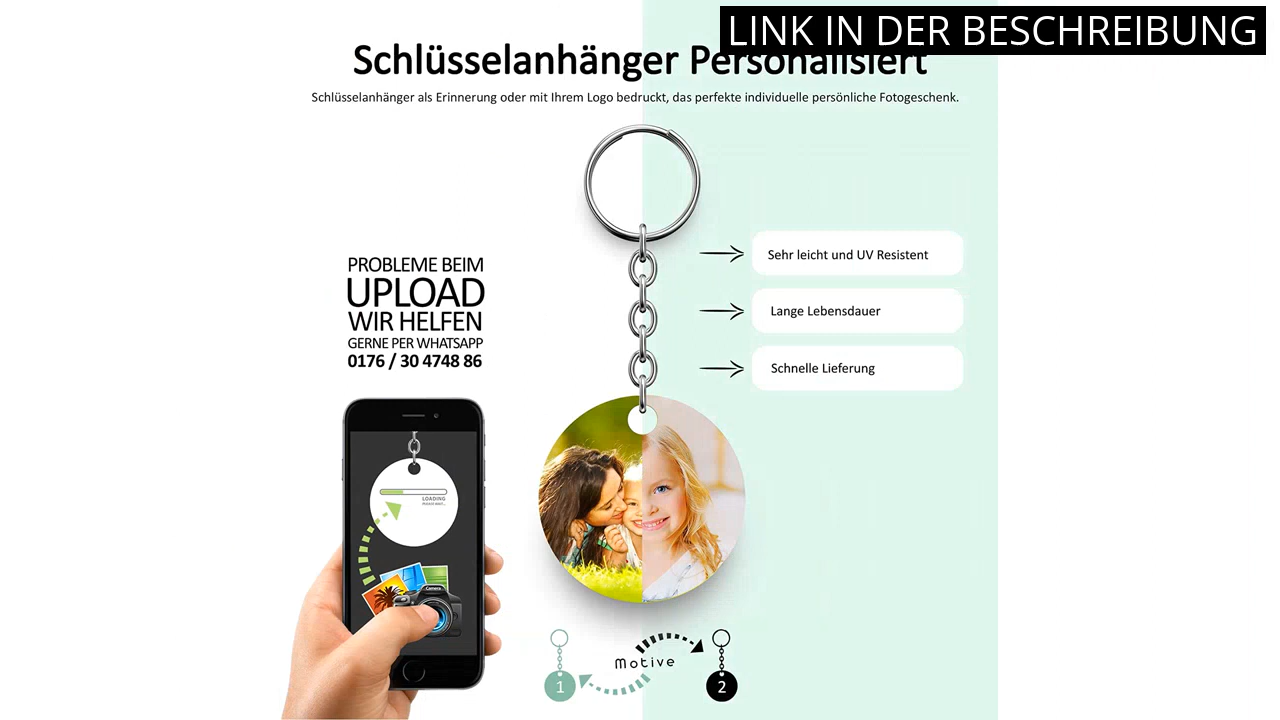 LINK IN DER BESCHREIBUNG
Schlüsselanhänger Personalisiert
Schlüsselanhänger als Erinnerung oder mit Ihrem Logo bedruckt, das perfekte individuelle persönliche Fotogeschenk.
Sehr leicht und UV Resistent
Lange Lebensdauer
Schnelle Lieferung
PROBLEME BEIM
UPLOAD
WIR HELFEN
GERNE PER WHATSAPP
0176 / 30 4748 86
LOADING
Camera
Motive
1
2